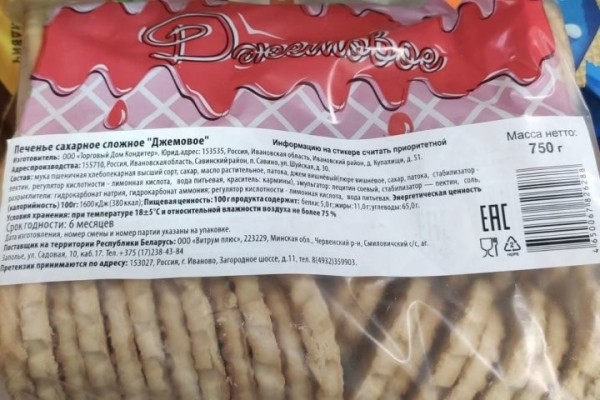 Джемовое
Печенье сахарное сложное "Джемовое"
Информацию на стикере считать приоритетной
Масса нетто:
750 г
Изготовитель: ООО «Торговый Дом Кондитер». Юрид.адрес: 153535, Россия, Ивановская область, Ивановский район, д. Купалищи, д. 51.
Адрес производства: 155710, Россия, Ивановская область, Савинский район, п. Савино, ул. Шуйская, д. 30.
Состав: мука пшеничная хлебопекарная высший сорт, сахар, масло растительное, патока, джем малиновый/киви вишнёвое, сахар, патока, стабилизатор -
пектин, регулятор кислотности - лимонная кислота, вода питьевая, краситель: кармины), эмульгатор: лецитин соевый, стабилизатор — пектин, соль,
разрыхлители: гидрокарбонат натрия, гидрокарбонат аммония; регулятор кислотности - лимонная кислота, вода питьевая. Энергетическая ценность
(калорийность) 100г: 1600кДж (380ккал); Пищевая ценность: 100г продукта содержит: белки: 5,0г; жиры: 11,0г; углеводы: 65,0г.
Условия хранения: при температуре 18±5°С и относительной влажности воздуха не более 75 %
Срок годности: 6 месяцев
Дата изготовления, номер смены и номер партии указаны на упаковке.
Поставщик на территории Республики Беларусь: ООО «Витрум плюс», 223229, Минская обл., Червенский р-н, Смиловичский с/с, аг.
Заполье, ул. Садовая, 10, каб.17. Тел.+375 (17)238-43-84
Претензии принимаются по адресу: 153027, Россия, г. Иваново, Загородное шоссе, д.11, тел. 8(4932)359903.
EAC